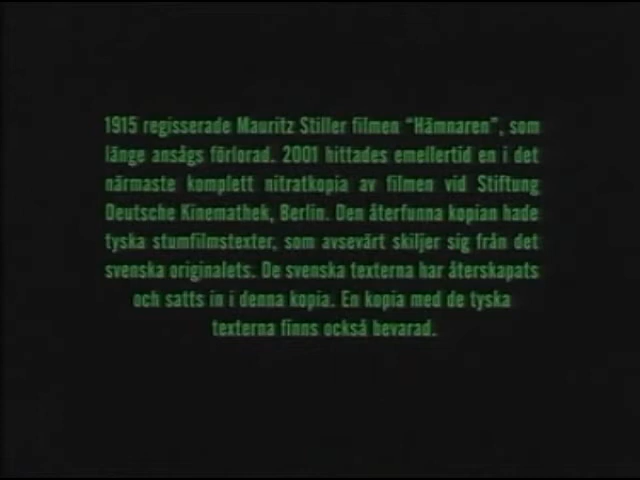 1915 regisserade Mauritz Stiller filmen "Hämnaren", som
länge ansågs förlorad. 2001 hittades emellertid en i det
närmaste komplett nitratkopia av filmen vid Stiftung
Deutsche Kinemathek, Berlin. Den återfunna kopian hade
tyska stumfilmstexter, som avsevärt skiljer sig från det
svenska originalets. De svenska texterna har återskapats
och satts in i denna kopia. En kopia med de tyska
texterna finns också bevarad.